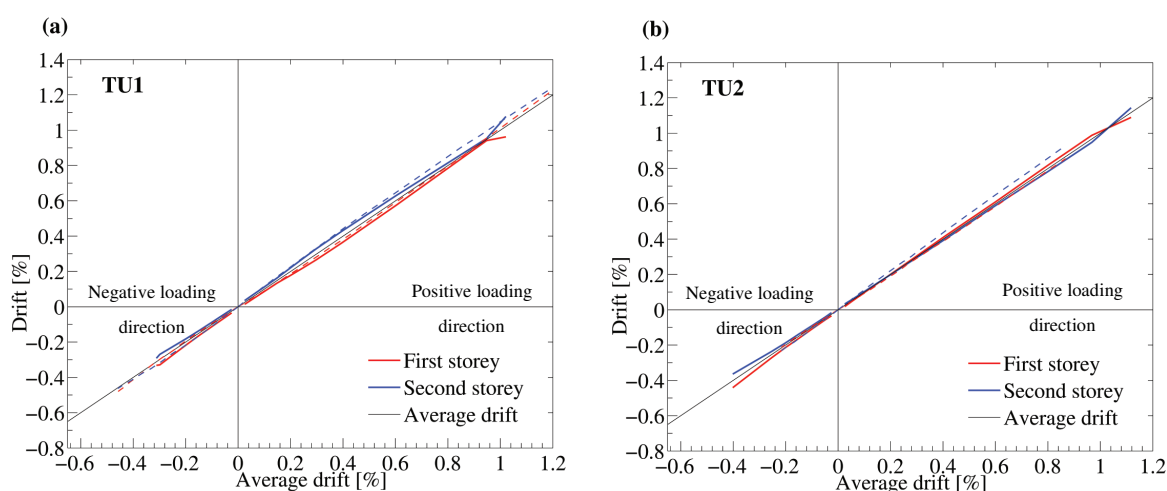 (a)
TU1
1.4
1.2
1
0.8
0.6
0.4
0.2
0
−0.2
−0.4
−0.6
−0.8
Drift [%]
Negative loading
direction
Positive loading
direction
First storey
Second storey
Average drift
−0.6 −0.4 −0.2 0 0.2 0.4 0.6 0.8 1 1.2
Average drift [%]
(b)
TU2
1.4
1.2
1
0.8
0.6
0.4
0.2
0
−0.2
−0.4
−0.6
−0.8
Drift [%]
Negative loading
direction
Positive loading
direction
First storey
Second storey
Average drift
−0.6 −0.4 −0.2 0 0.2 0.4 0.6 0.8 1 1.2
Average drift [%]